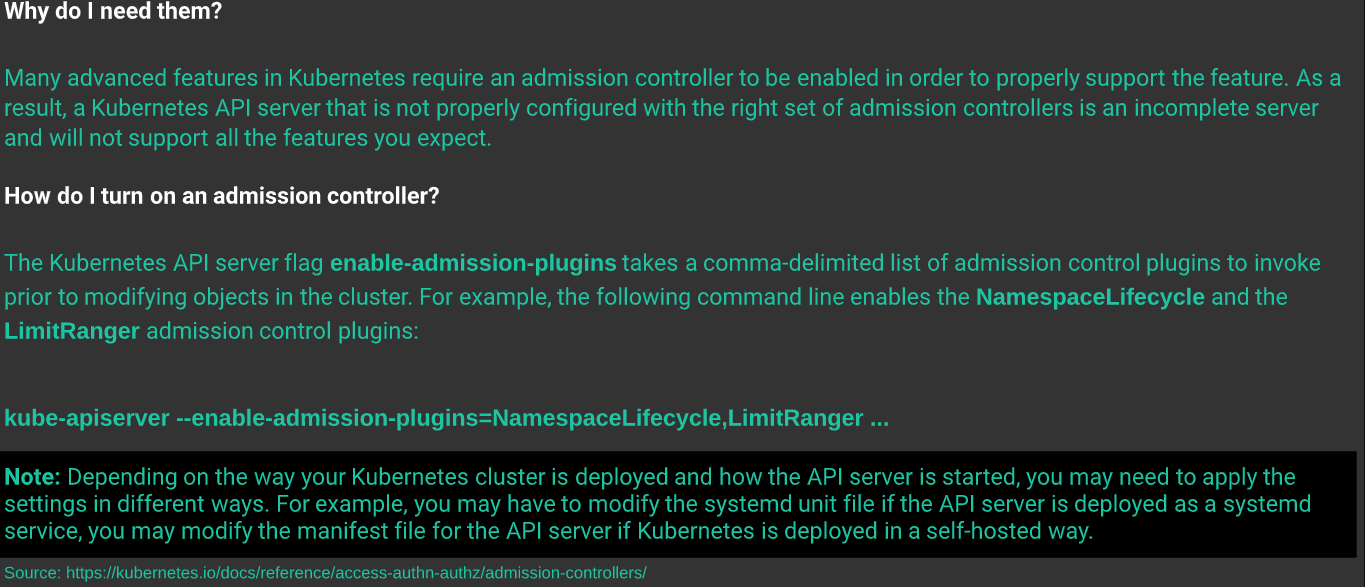 Why do I need them?
Many advanced features in Kubernetes require an admission controller to be enabled in order to properly support the feature. As a
result, a Kubernetes API server that is not properly configured with the right set of admission controllers is an incomplete server
and will not support all the features you expect.
How do I turn on an admission controller?
The Kubernetes API server flag enable-admission-plugins takes a comma-delimited list of admission control plugins to invoke
prior to modifying objects in the cluster. For example, the following command line enables the NamespaceLifecycle and the
LimitRanger admission control plugins:
kube-apiserver --enable-admission-plugins=NamespaceLifecycle,LimitRanger ...
Note: Depending on the way your Kubernetes cluster is deployed and how the API server is started, you may need to apply the
settings in different ways. For example, you may have to modify the systemd unit file if the API server is deployed as a systemd
service, you may modify the manifest file for the API server if Kubernetes is deployed in a self-hosted way.
Source: https://kubernetes.io/docs/reference/access-authn-authz/admission-controllers/